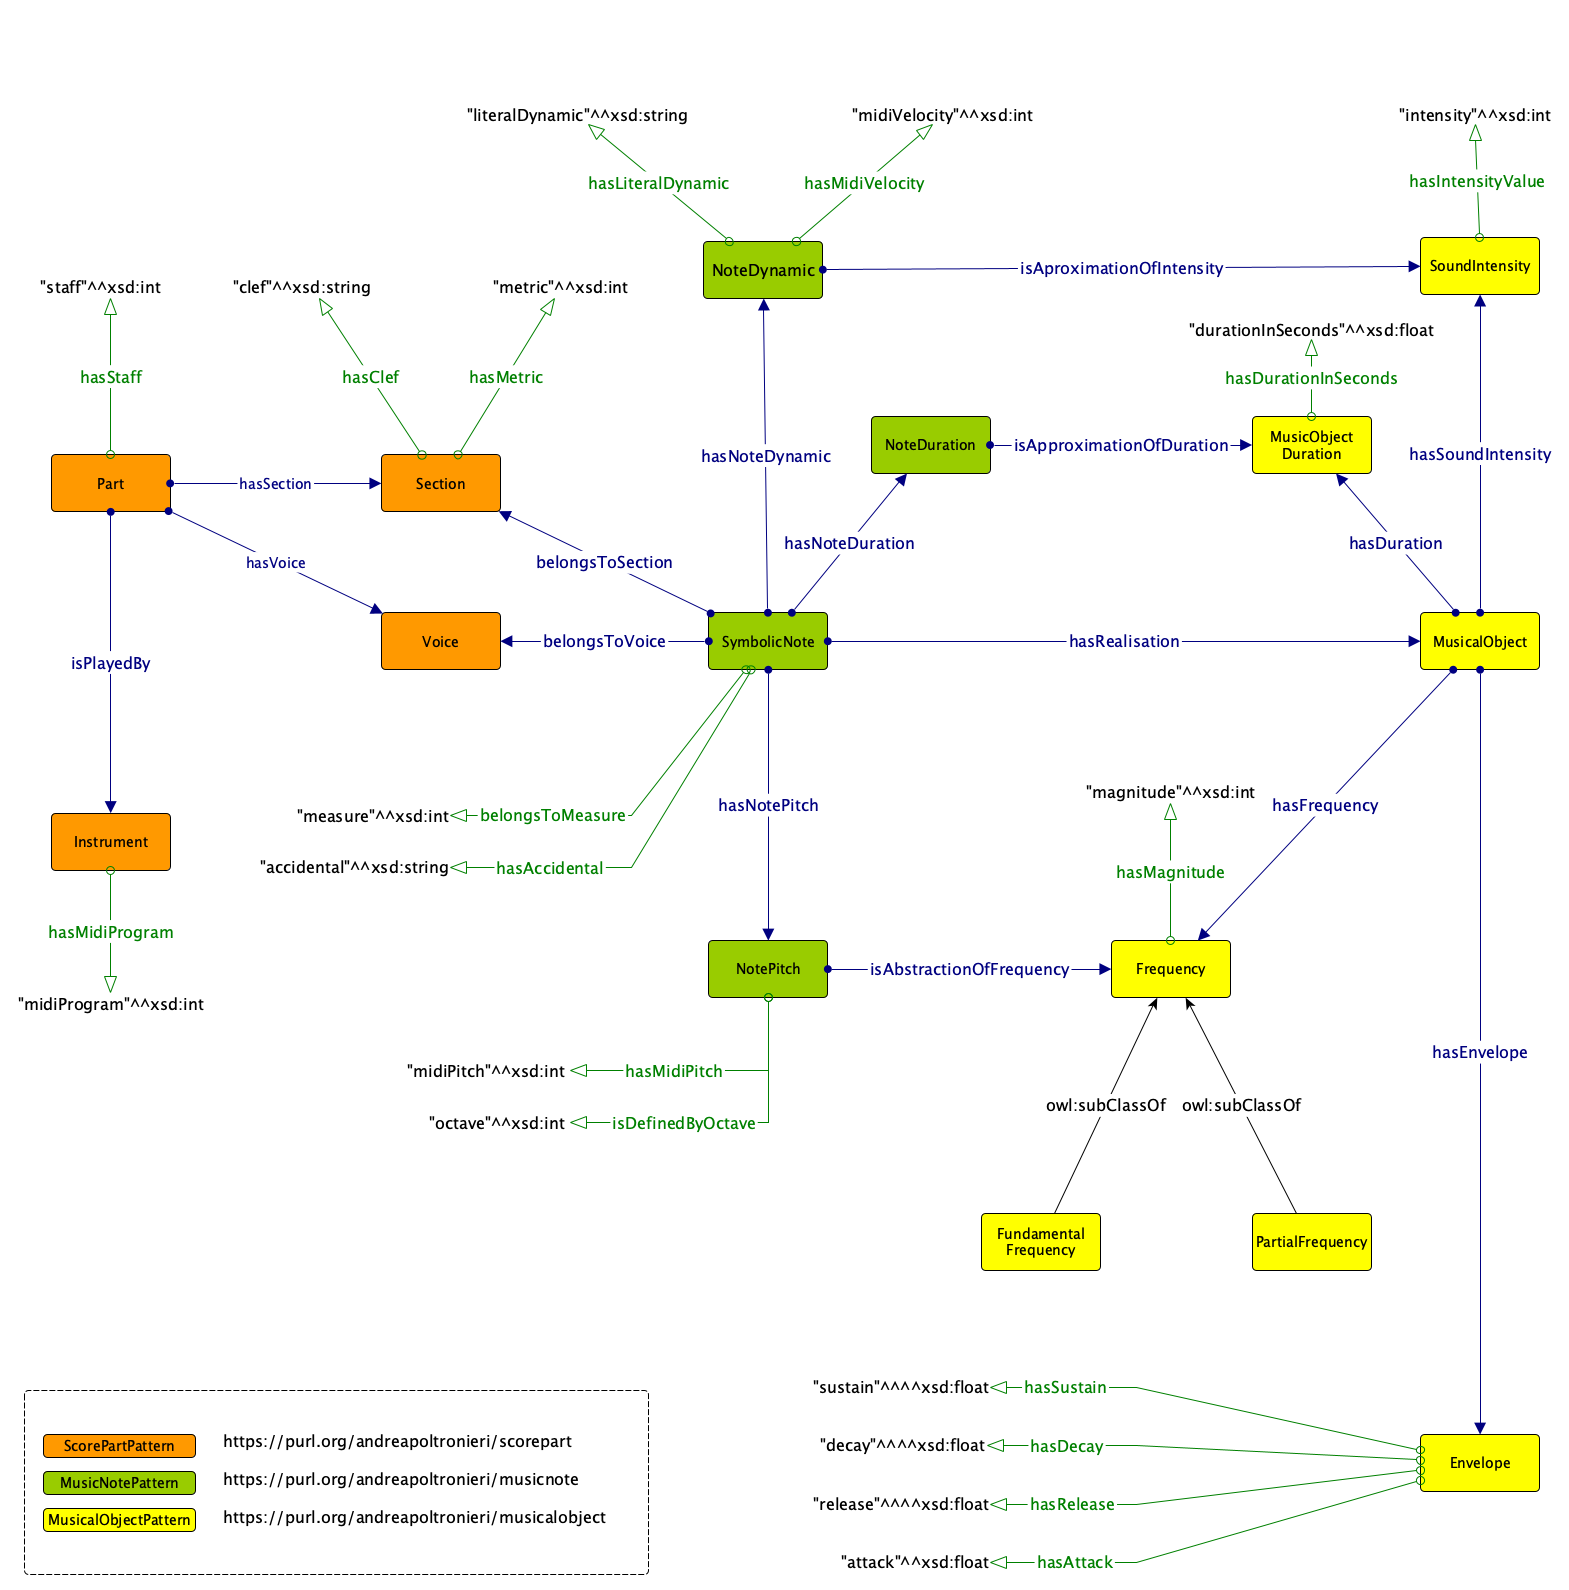 "literalDynamic"^^xsd:string
"midiVelocity"^^xsd:int
"intensity"^^xsd:int
hasLiteralDynamic
hasMidiVelocity
hasIntensityValue
NoteDynamic
isAproximationOfIntensity
SoundIntensity
"staff"^^xsd:int
"clef"^^xsd:string
"metric"^^xsd:int
"durationInSeconds"^^xsd:float
hasStaff
hasClef
hasMetric
hasDurationInSeconds
NoteDuration
isApproximationOfDuration
MusicObject
Duration
hasNoteDynamic
hasSoundIntensity
Part
hasSection
Section
hasNoteDuration
hasDuration
hasVoice
belongsToSection
Voice
belongsToVoice
SymbolicNote
hasRealisation
MusicalObject
isPlayedBy
"magnitude"^^xsd:int
hasNotePitch
hasFrequency
"measure"^^xsd:int
belongsToMeasure
Instrument
"accidental"^^xsd:string
hasAccidental
hasMagnitude
hasMidiProgram
NotePitch
isAbstractionOfFrequency
Frequency
"midiProgram"^^xsd:int
hasEnvelope
"midiPitch"^^xsd:int
hasMidiPitch
owl:subClassOf
owl:subClassOf
"octave"^^xsd:int
isDefinedByOctave
Fundamental
Frequency
PartialFrequency
"sustain"^^^^xsd:float
hasSustain
"decay"^^^^xsd:float
hasDecay
Envelope
"release"^^^^xsd:float
hasRelease
"attack"^^xsd:float
hasAttack
ScorePartPattern
https://purl.org/andreapoltronieri/scorepart
MusicNotePattern
https://purl.org/andreapoltronieri/musicnote
MusicalObjectPattern
https://purl.org/andreapoltronieri/musicalobject